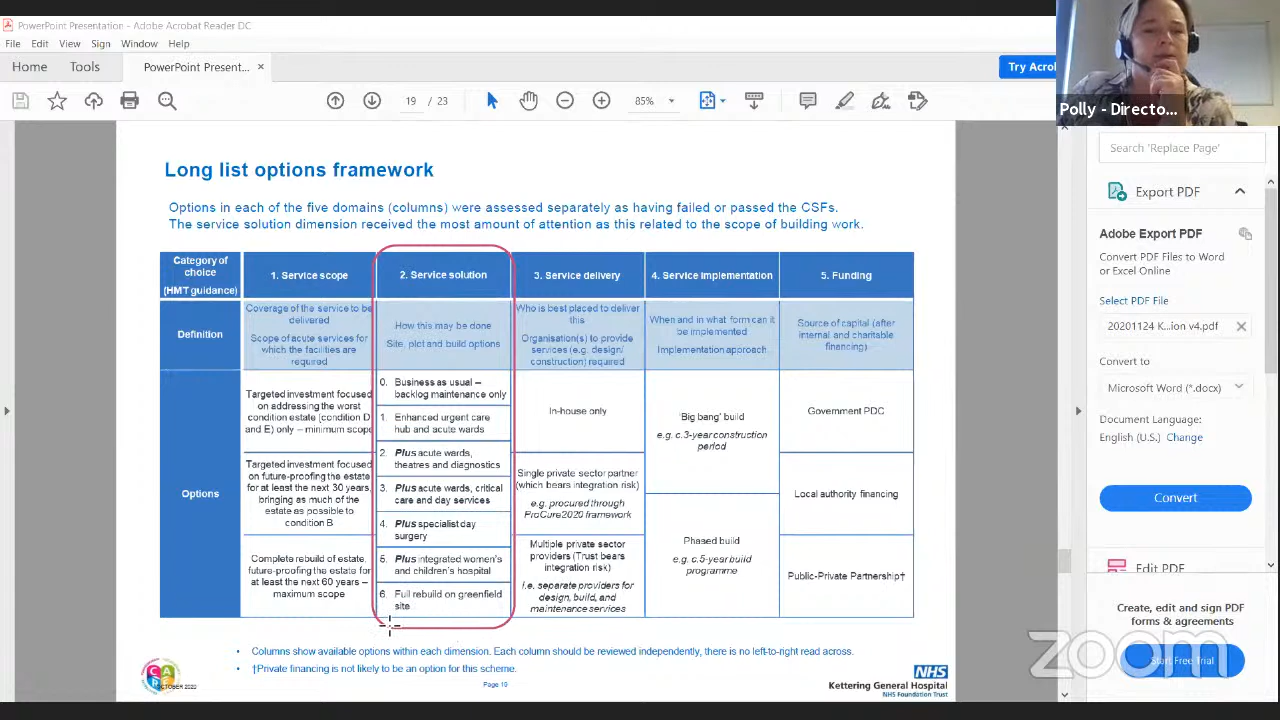 PowerPoint Presentation - Adobe Acrobat Reader DC
File Edit View Sign Window Help
Home Tools PowerPoint Present... ×
Try Acrob
19 / 23 85%
Polly - Directo...
Long list options framework
Options in each of the five domains (columns) were assessed separately as having failed or passed the CSFs.
The service solution dimension received the most amount of attention as this related to the scope of building work.
Category of
choice
(HMT guidance)
1. Service scope
2. Service solution
3. Service delivery
4. Service implementation
5. Funding
Definition
Coverage of the service to be
delivered
Scope of acute services for
which the facilities are
required
How this may be done
Site, plot and build options
Who is best placed to deliver
this
Organisation(s) to provide
services (e.g. design/
construction) required
When and in what form can it
be implemented
Implementation approach
Source of capital (after
internal and charitable
financing)
Options
Targeted investment focused
on addressing the worst
condition estate (condition D
and E) only – minimum scope
Targeted investment focused
on future-proofing the estate
for at least the next 30 years,
bringing as much of the
estate as possible to
condition B
Complete rebuild of estate,
future-proofing the estate for
at least the next 60 years –
maximum scope
0. Business as usual –
backlog maintenance only
1. Enhanced urgent care
hub and acute wards
2. Plus acute wards,
theatres and diagnostics
3. Plus acute wards, critical
care and day services
4. Plus specialist day
surgery
5. Plus integrated women's
and children's hospital
6. Full rebuild on greenfield
site
In-house only
Single private sector partner
(which bears integration risk)
e.g. procured through
ProCure2020 framework
Multiple private sector
providers (Trust bears
integration risk)
i.e. separate providers for
design, build, and
maintenance services
'Big bang' build
e.g. c.3-year construction
period
Phased build
e.g. c.5-year build
programme
Government PDC
Local authority financing
Public-Private Partnership†
• Columns show available options within each dimension. Each column should be reviewed independently, there is no left-to-right read across.
• †Private financing is not likely to be an option for this scheme.
OCTOBER 2022
Page 19
NHS
Kettering General Hospital
NHS Foundation Trust
Search 'Replace Page'
Export PDF
Adobe Export PDF
Convert PDF Files to Word
or Excel Online
Select PDF File
20201124 K...ion v4.pdf
Convert to
Microsoft Word (*.docx)
Document Language:
English (U.S.) Change
Convert
Edit PDF
Create, edit and sign PDF
forms & agreements
Start Free Trial
zoom